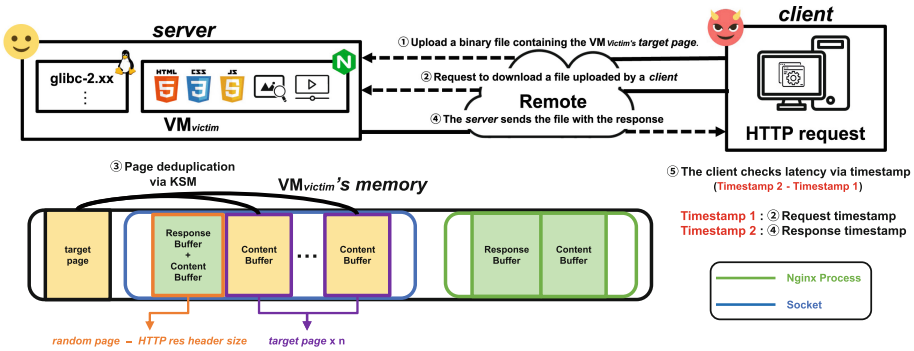 server
client
glibc-2.xx
⋮
HTML
CSS
JS
VMvictim
① Upload a binary file containing the VM Victim's target page.
② Request to download a file uploaded by a client
Remote
④ The server sends the file with the response
HTTP request
③ Page deduplication
via KSM
VMvictim's memory
⑤ The client checks latency via timestamp
(Timestamp 2 - Timestamp 1)
Timestamp 1 : ② Request timestamp
Timestamp 2 : ④ Response timestamp
target
page
Response
Buffer
+
Content
Buffer
Content
Buffer
...
Content
Buffer
Response
Buffer
Content
Buffer
Nginx Process
Socket
random page – HTTP res header size
target page x n